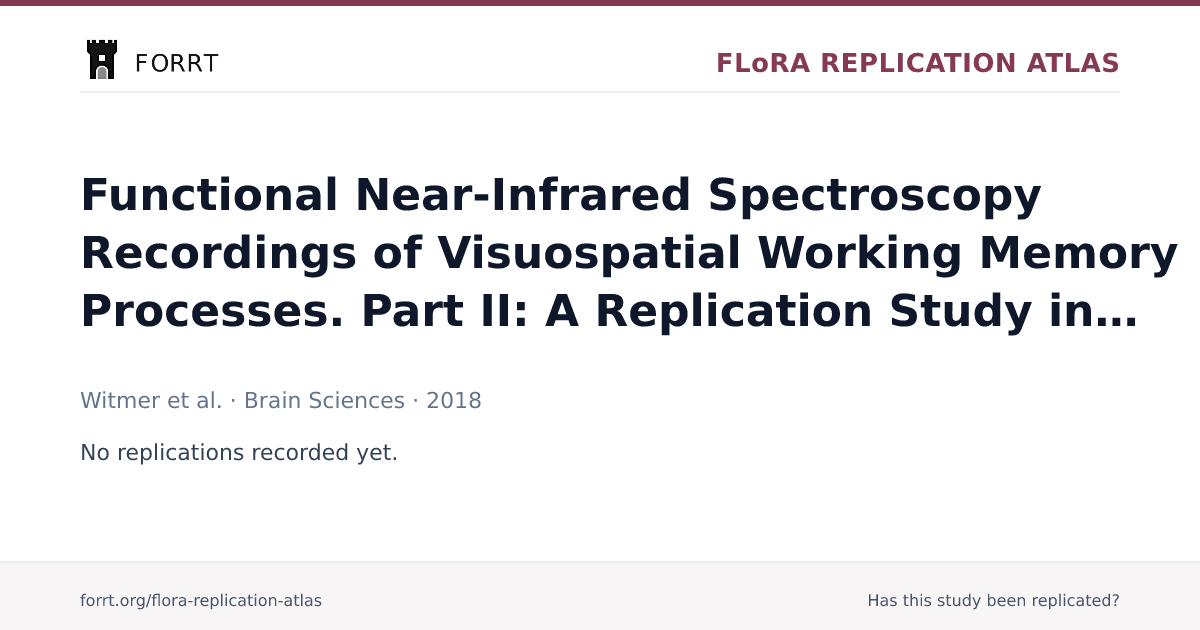 FORRT
FLoRA REPLICATION ATLAS
Functional Near-Infrared Spectroscopy
Recordings of Visuospatial Working Memory
Processes. Part II: A Replication Study in…
Witmer et al. · Brain Sciences · 2018
No replications recorded yet.
forrt.org/flora-replication-atlas
Has this study been replicated?